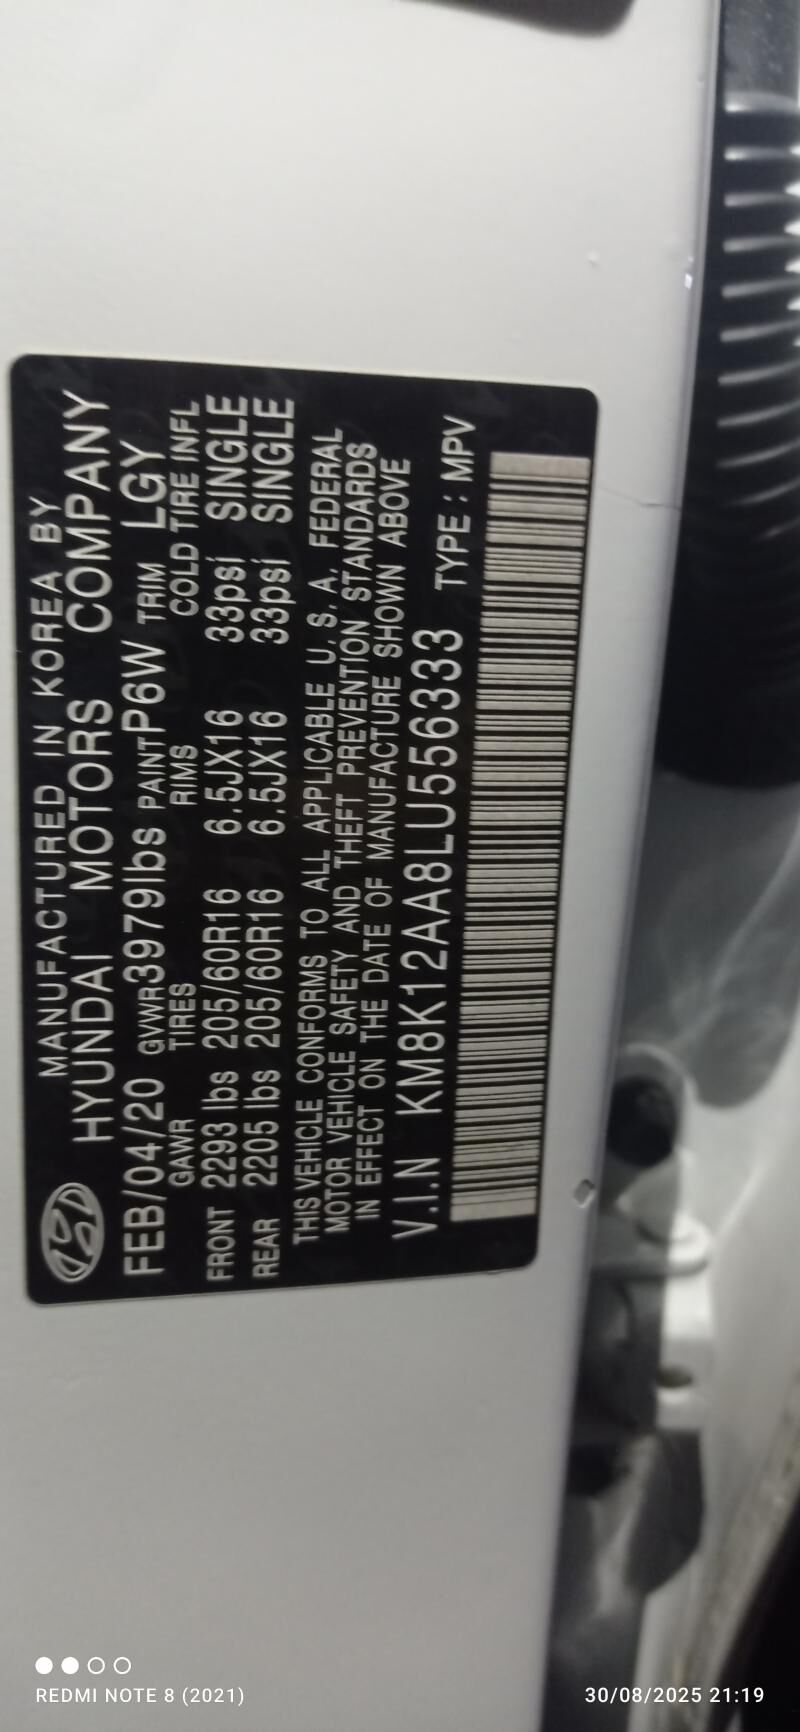 MANUFACTURED IN KOREA BY
HYUNDAI MOTORS COMPANY
FEB/04/20 GVWR3979lbs PAINTP6W TRIM LGY
GAWR TIRES RIMS COLD TIRE INFL
FRONT 2293 lbs 205/60R16 6.5JX16 33psi SINGLE
REAR 2205 lbs 205/60R16 6.5JX16 33psi SINGLE
THIS VEHICLE CONFORMS TO ALL APPLICABLE U.S.A. FEDERAL
MOTOR VEHICLE SAFETY AND THEFT PREVENTION STANDARDS
IN EFFECT ON THE DATE OF MANUFACTURE SHOWN ABOVE
V.I.N KM8K12AA8LU556333 TYPE : MPV
REDMI NOTE 8 (2021)
30/08/2025 21:19